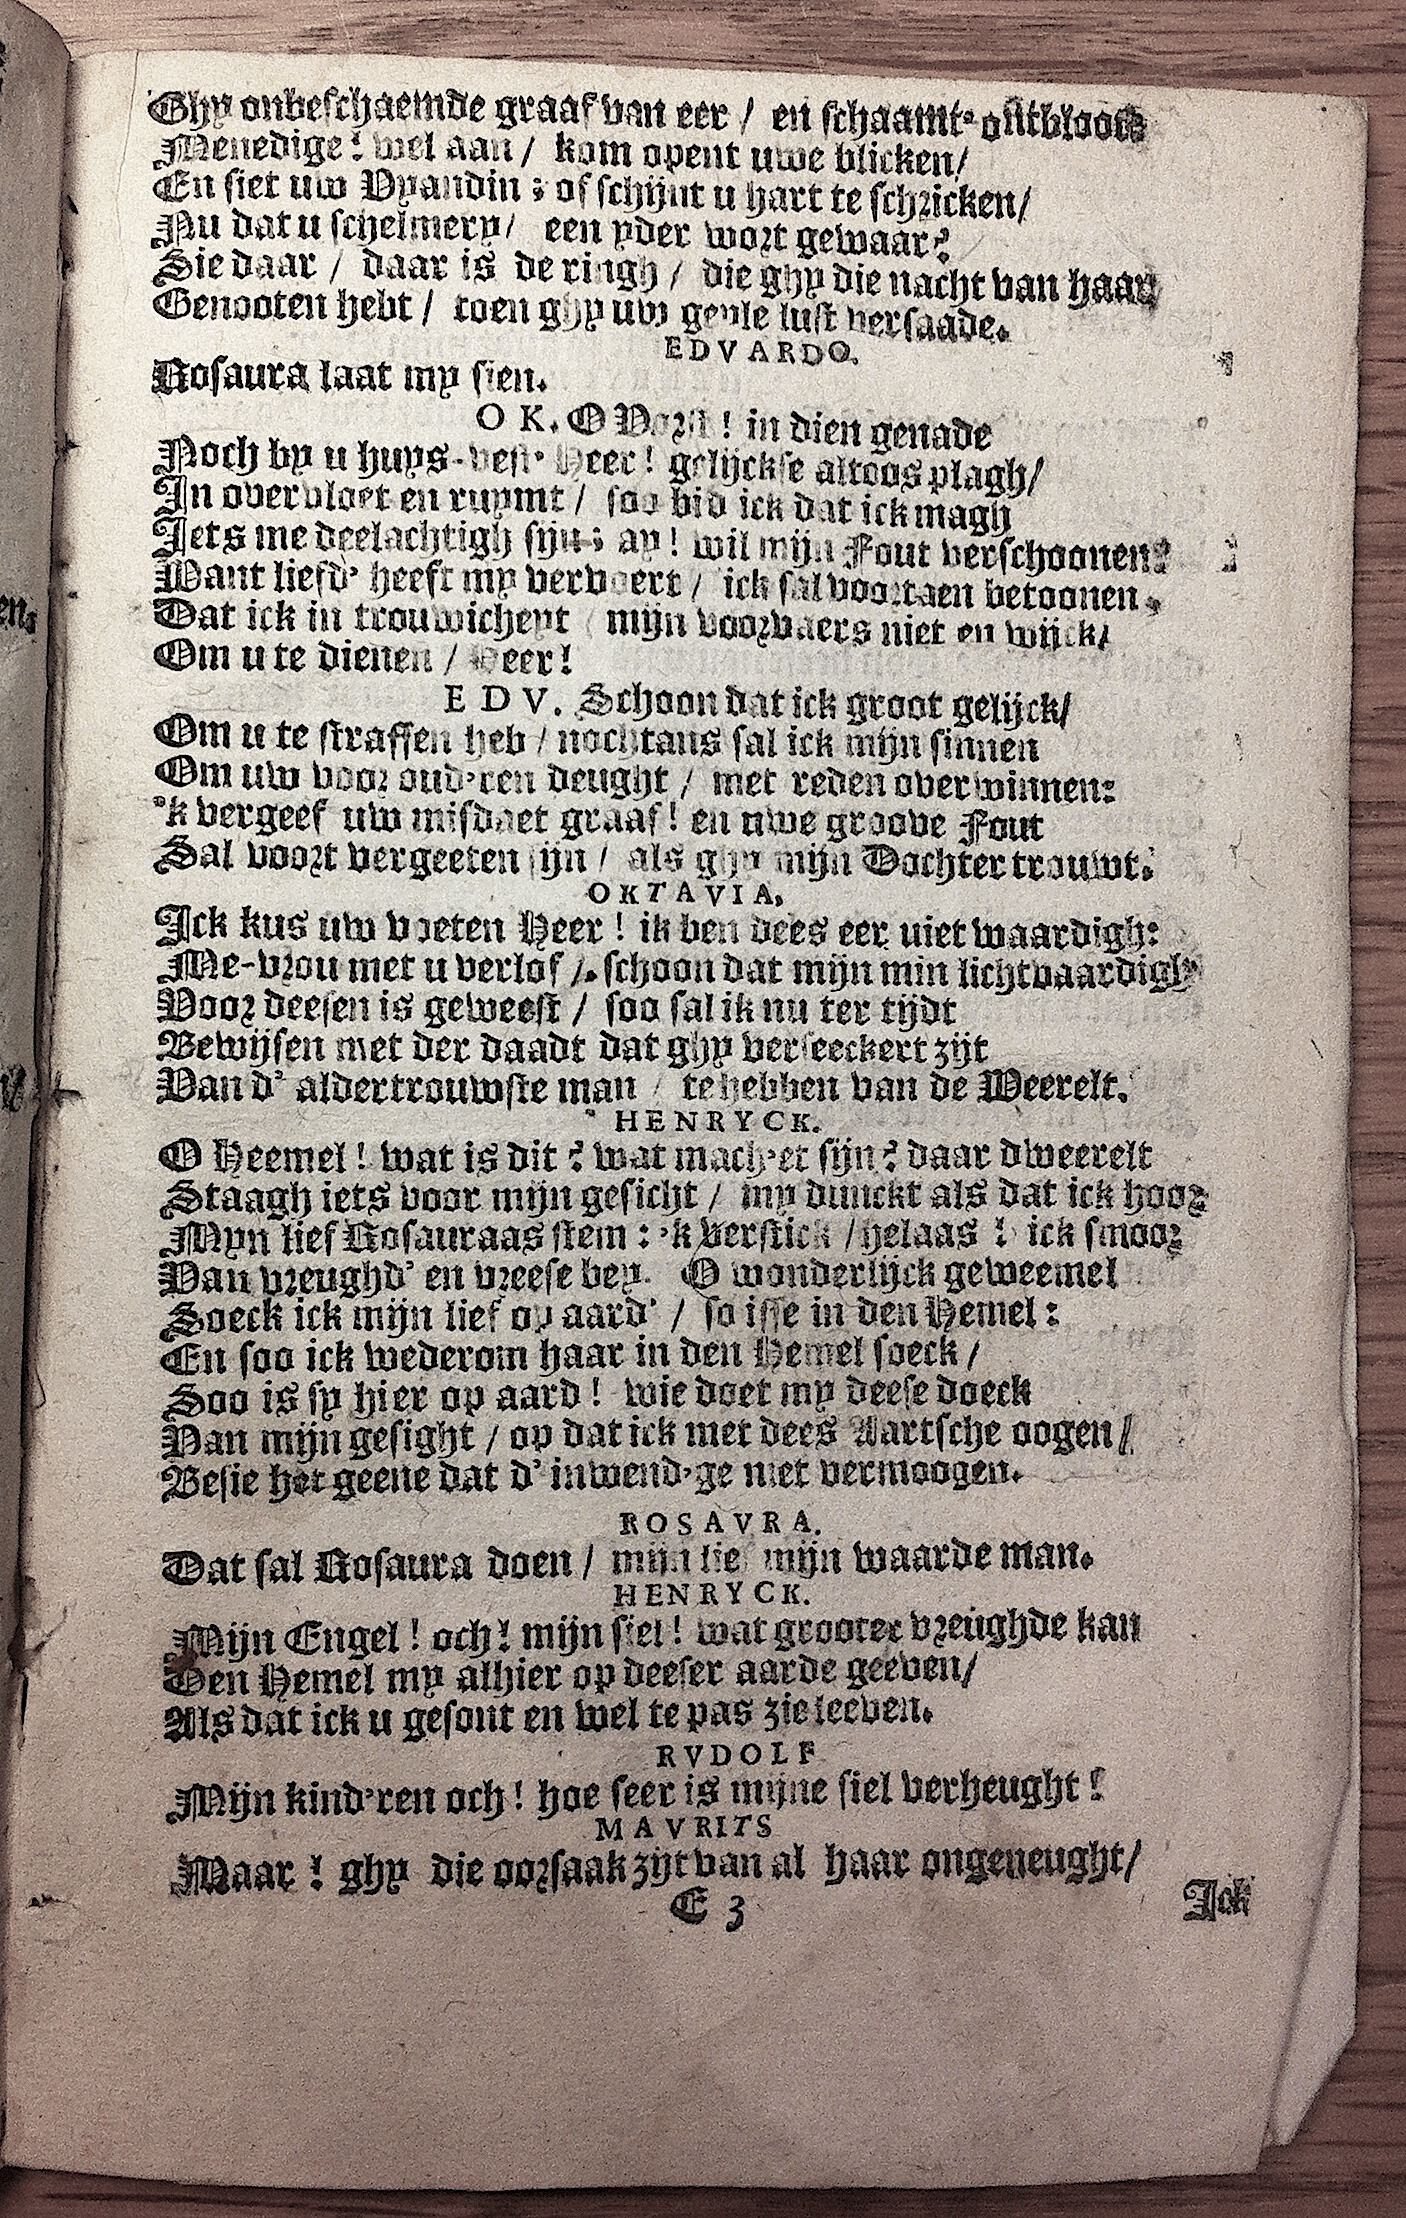 Ghy onbeschaemde graaf van eer / en schaamt' ontbloot:
Menedige! wel aan / kom opent uwe blicken /
En siet uw Vyandin; of schijnt u hart te schricken /
Nu dat u schelmery / een yder wort gewaar?
Sie daar / daar is de ringh / die ghy die nacht van haar
Genooten hebt / toen ghy uw geyle lust versaade.
EDVARDO.
Rosaura laat my sien.
OK. O Vorst! in dien genade
Noch by u huys-vest' Heer! gelijckse altoos plagh /
In overvloet en ruymt / soo bid ick dat ick magh
Iets me deelachtigh sijn; ay! wil mijn Fout verschoonen?
Want liefd' heeft my vervoert / ick sal voortaen betoonen.
Dat ick in trouwicheyt / mijn voorvaers niet en wijck /
Om u te dienen / Heer!
EDV. Schoon dat ick groot gelijck /
Om u te straffen heb / nochtans sal ick mijn sinnen
Om uw voor oud'ren deught / met reden overwinnen:
'k vergeef uw misdaet graaf! en uwe groove Fout
Sal voort vergeeten sijn / als ghy mijn Dochter trouwt.
OKTAVIA.
Ick kus uw voeten Heer! ik ben dees eer niet waardigh:
Me-vrou met u verlof / schoon dat mijn min lichtvaardigh
Voor deesen is geweest / soo sal ik nu ter tijdt
Bewijsen met der daadt dat ghy verseeckert zijt
Van d' aldertrouwste man / te hebben van de Weerelt.
HENRYCK.
O Heemel! wat is dit? wat mach'et sijn? daar dweerelt
Staagh iets voor mijn gesicht / my dunckt als dat ick hoor
Myn lief Rosauraas stem: 'k verstick / helaas! ick smoor
Van vreughd' en vreese bey. O wonderlijck geweemel
Soeck ick mijn lief op aard' / so isse in den Hemel:
En soo ick wederom haar in den Hemel soeck /
Soo is sy hier op aard! wie doet my deese doeck
Van mijn gesight / op dat ick met dees Aartsche oogen /
Besie het geene dat d' inwend'ge niet vermoogen.
ROSAVRA.
Dat sal Rosaura doen / mijn lief mijn waarde man.
HENRYCK.
Mijn Engel! och! mijn siel! wat grooter vreughde kan
Den Hemel my alhier op deeser aarde geeven /
Als dat ick u gesont en wel te pas zie leeven.
RVDOLF
Mijn kind'ren och! hoe seer is mijne siel verheught!
MAVRITS
Maar! ghy die oorsaak zijt van al haar ongeneught /
E 3
Ick